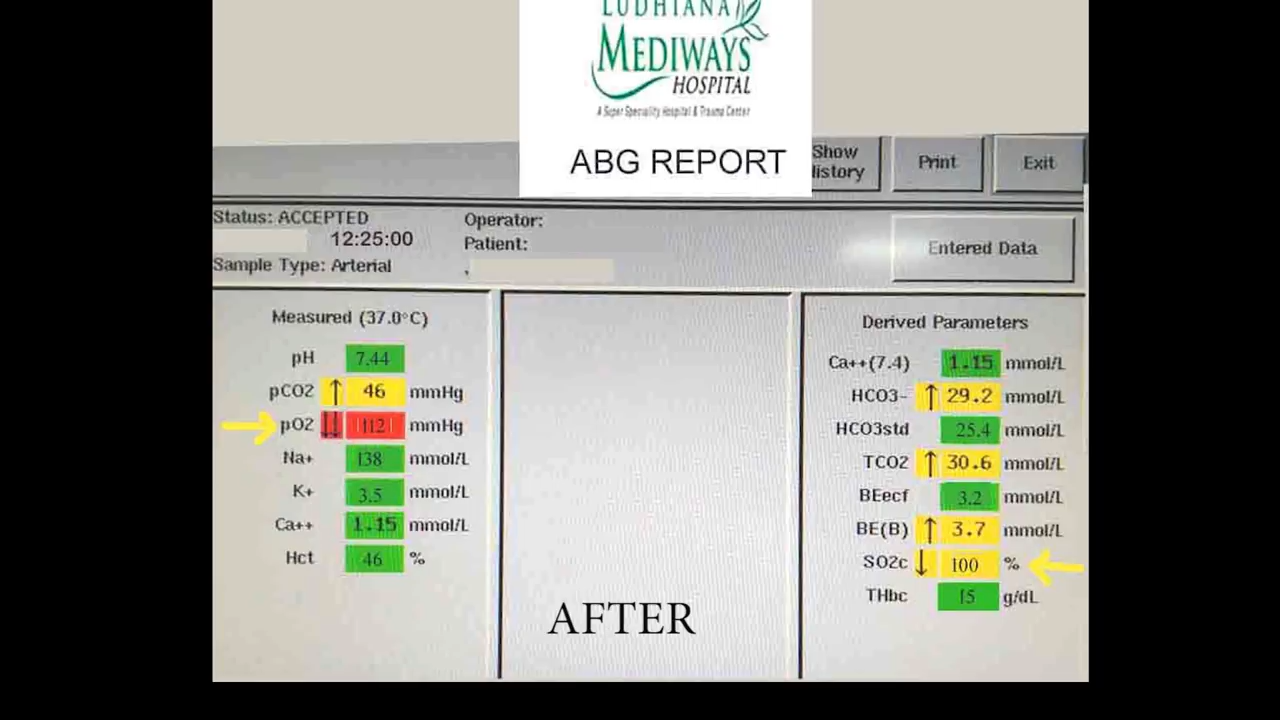 LUDHIANA
MEDIWAYS
HOSPITAL
A Super Speciality Hospital & Trauma Center
ABG REPORT
Show
History
Print
Exit
Status: ACCEPTED
12:25:00
Sample Type: Arterial
Operator:
Patient:
,
Entered Data
Measured (37.0°C)
pH 7.44
pCO2 ↑ 46 mmHg
pO2 ↓↓ 112 mmHg
Na+ 138 mmol/L
K+ 3.5 mmol/L
Ca++ 1.15 mmol/L
Hct 46 %
AFTER
Derived Parameters
Ca++(7.4) 1.15 mmol/L
HCO3- ↑ 29.2 mmol/L
HCO3std 25.4 mmol/L
TCO2 ↑ 30.6 mmol/L
BEecf 3.2 mmol/L
BE(B) ↑ 3.7 mmol/L
SO2c ↓ 100 %
THbc 15 g/dL